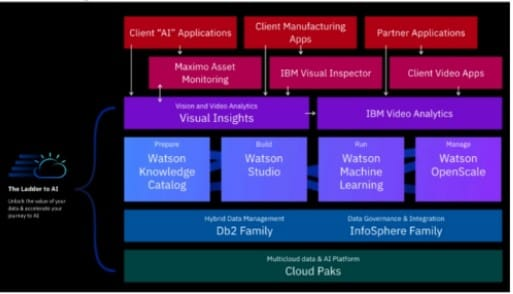 Client "AI" Applications
Client Manufacturing
Apps
Partner Applications
Maximo Asset
Monitoring
IBM Visual Inspector
Client Video Apps
Vision and Video Analytics
Visual Insights
IBM Video Analytics
Prepare
Watson
Knowledge
Catalog
Build
Watson
Studio
Run
Watson
Machine
Learning
Manage
Watson
OpenScale
The Ladder to AI
Unlock the value of your
data & accelerate your
journey to AI
Hybrid Data Management
Db2 Family
Data Governance & Integration
InfoSphere Family
Multicloud data & AI Platform
Cloud Paks